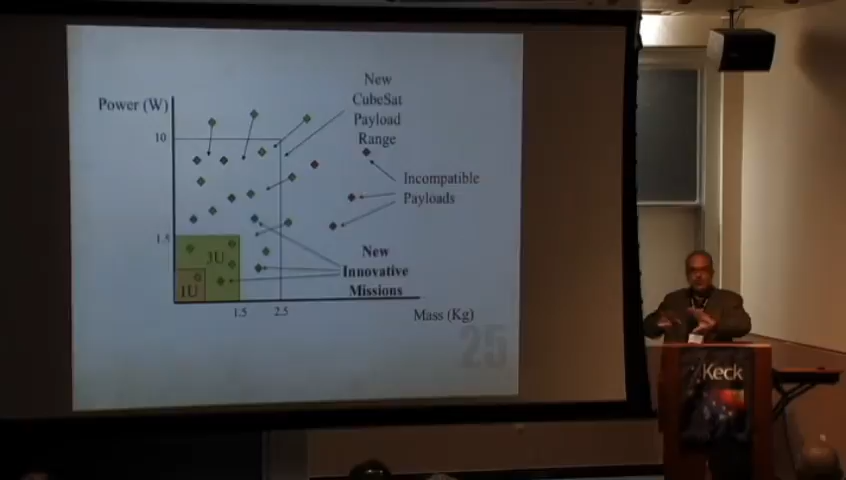 New
CubeSat
Payload
Range
Power (W)
10
Incompatible
Payloads
1.5
3U
1U
New
Innovative
Missions
1.5
2.5
Mass (Kg)
25
Keck